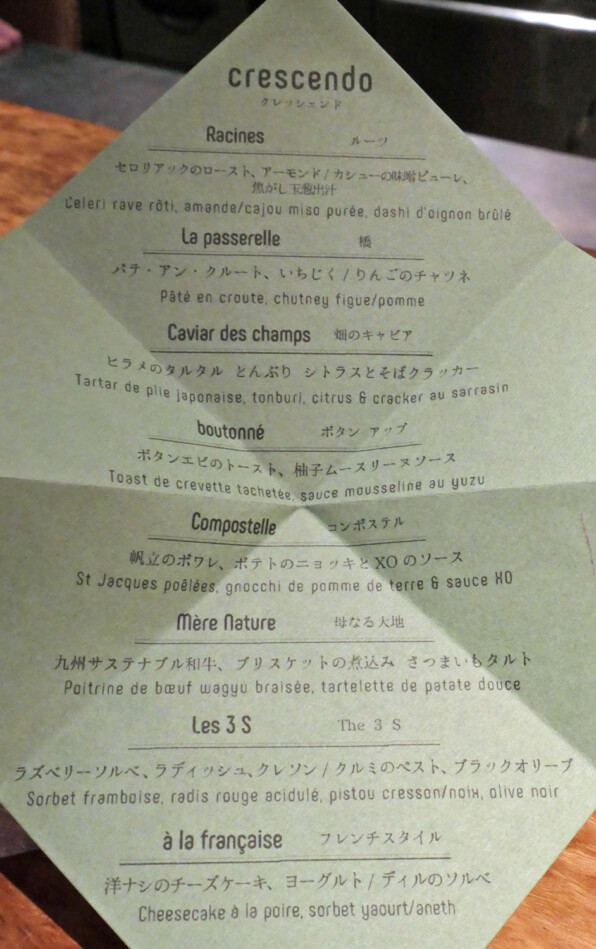 crescendo
クレッシェンド
Racines ルーツ
セロリアックのロースト、アーモンド / カシューの味噌ピューレ、
焦がし玉葱出汁
Céleri rave rôti, amande/cajou miso purée, dashi d'oignon brûlé
La passerelle 橋
パテ・アン・クルート、いちじく / りんごのチャツネ
Pâté en croute, chutney figue/pomme
Caviar des champs 畑のキャビア
ヒラメのタルタル とんぶり シトラスとそばクラッカー
Tartar de plie japonaise, tonburi, citrus & cracker au sarrasin
boutonné ボタン アップ
ボタンエビのトースト、柚子ムースリーヌソース
Toast de crevette tachetée, sauce mousseline au yuzu
Compostelle コンポステル
帆立のポワレ、ポテトのニョッキとXOのソース
St Jacques poêlées, gnocchi de pomme de terre & sauce XO
Mère Nature 母なる大地
九州サステナブル和牛、ブリスケットの煮込み さつまいもタルト
Poitrine de bœuf wagyu braisée, tartelette de patate douce
Les 3 S The 3 S
ラズベリーソルベ、ラディッシュ、クレソン / クルミのペスト、ブラックオリーブ
Sorbet framboise, radis rouge acidulé, pistou cresson/noix, olive noir
à la française フレンチスタイル
洋ナシのチーズケーキ、ヨーグルト / ディルのソルベ
Cheesecake à la poire, sorbet yaourt/aneth